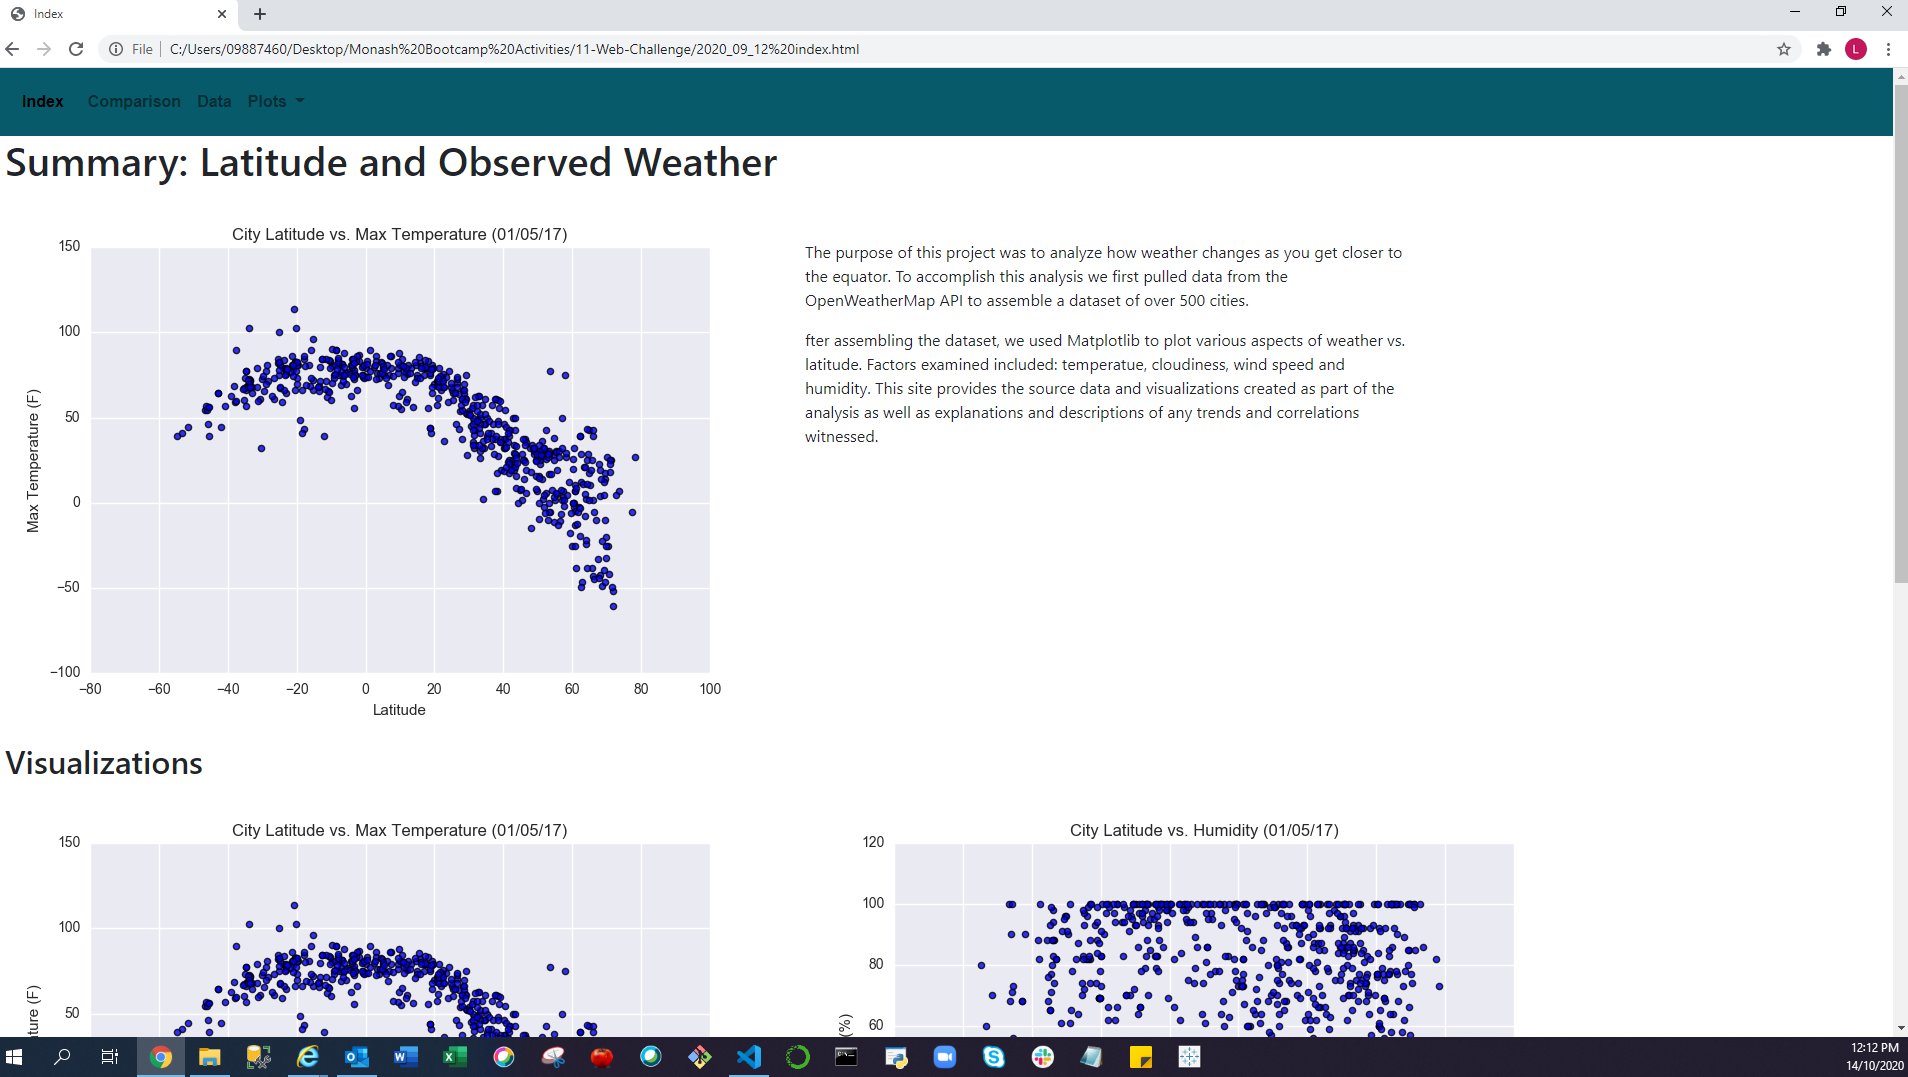 Index
File
C:/Users/09887460/Desktop/Monash%20Bootcamp%20Activities/11-Web-Challenge/2020_09_12%20index.html
L
Index Comparison Data Plots
Summary: Latitude and Observed Weather
City Latitude vs. Max Temperature (01/05/17)
150
100
50
0
−50
−100
Max Temperature (F)
−80 −60 −40 −20 0 20 40 60 80 100
Latitude
The purpose of this project was to analyze how weather changes as you get closer to
the equator. To accomplish this analysis we first pulled data from the
OpenWeatherMap API to assemble a dataset of over 500 cities.
fter assembling the dataset, we used Matplotlib to plot various aspects of weather vs.
latitude. Factors examined included: temperatue, cloudiness, wind speed and
humidity. This site provides the source data and visualizations created as part of the
analysis as well as explanations and descriptions of any trends and correlations
witnessed.
Visualizations
City Latitude vs. Max Temperature (01/05/17)
150
100
50
ture (F)
City Latitude vs. Humidity (01/05/17)
120
100
80
60
(%)
12:12 PM
14/10/2020